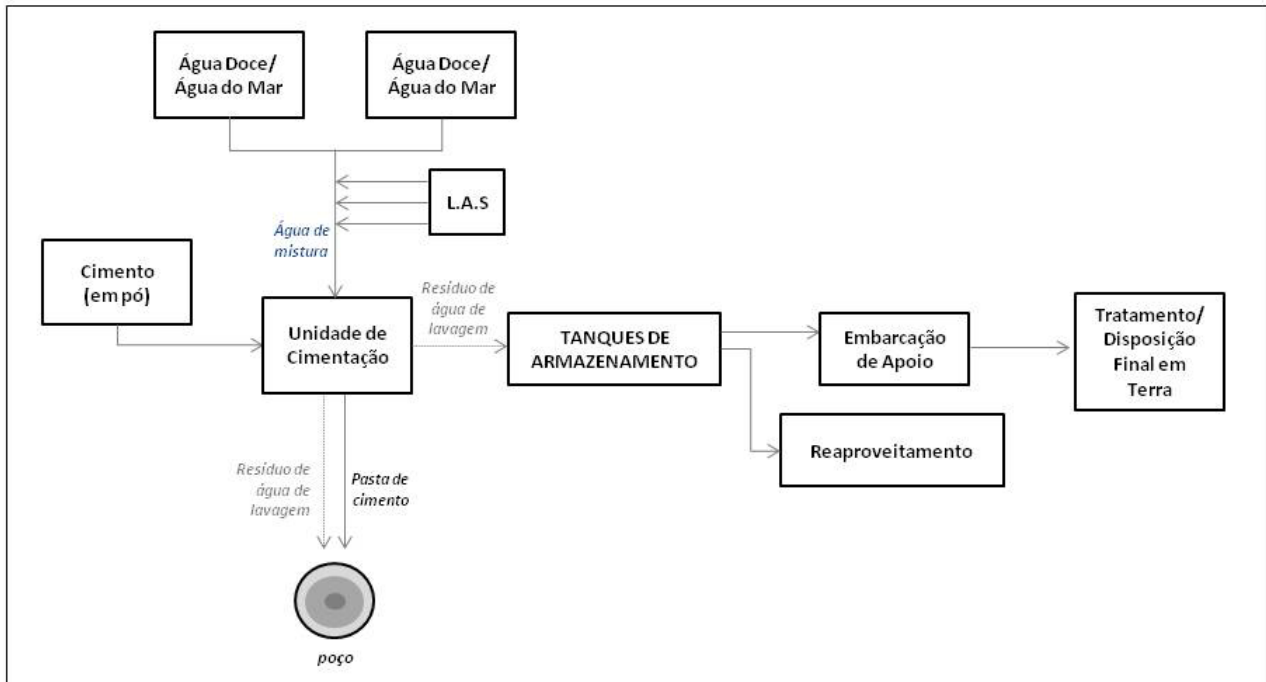 Água Doce/
Água do Mar
Água Doce/
Água do Mar
L.A.S
Água de
mistura
Cimento
(em pó)
Unidade de
Cimentação
Resíduo de
água de
lavagem
TANQUES DE
ARMAZENAMENTO
Embarcação
de Apoio
Tratamento/
Disposição
Final em
Terra
Reaproveitamento
Resíduo de
água de
lavagem
Pasta de
cimento
poço